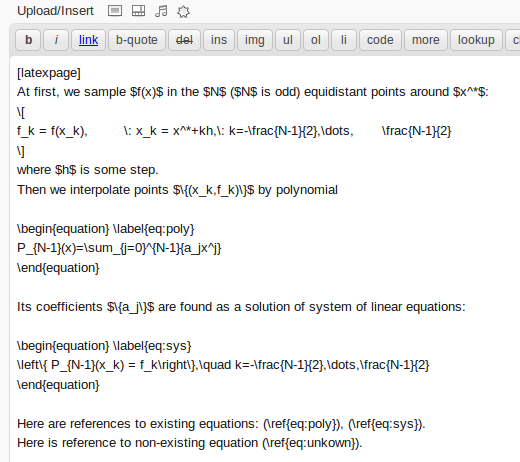 Upload/Insert
b i link b-quote del ins img ul ol li code more lookup
[latexpage]
At first, we sample $f(x)$ in the $N$ ($N$ is odd) equidistant points around $x^*$:
\[
f_k = f(x_k), \: x_k = x^*+kh,\: k=-\frac{N-1}{2},\dots, \frac{N-1}{2}
\]
where $h$ is some step.
Then we interpolate points $\{(x_k,f_k)\}$ by polynomial
\begin{equation} \label{eq:poly}
P_{N-1}(x)=\sum_{j=0}^{N-1}{a_jx^j}
\end{equation}
Its coefficients $\{a_j\}$ are found as a solution of system of linear equations:
\begin{equation} \label{eq:sys}
\left\{ P_{N-1}(x_k) = f_k\right\},\quad k=-\frac{N-1}{2},\dots,\frac{N-1}{2}
\end{equation}
Here are references to existing equations: (\ref{eq:poly}), (\ref{eq:sys}).
Here is reference to non-existing equation (\ref{eq:unkown}).